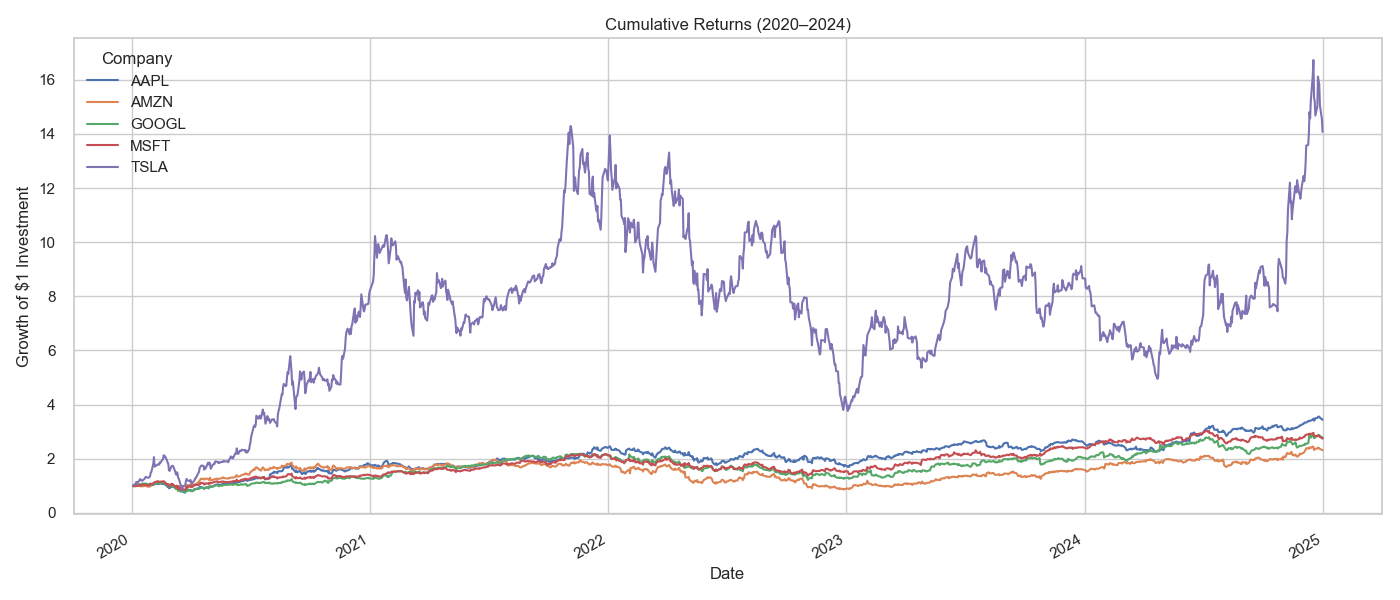 Cumulative Returns (2020–2024)
Company
AAPL
AMZN
GOOGL
MSFT
TSLA
Growth of $1 Investment
16
14
12
10
8
6
4
2
0
2020
2021
2022
2023
2024
2025
Date